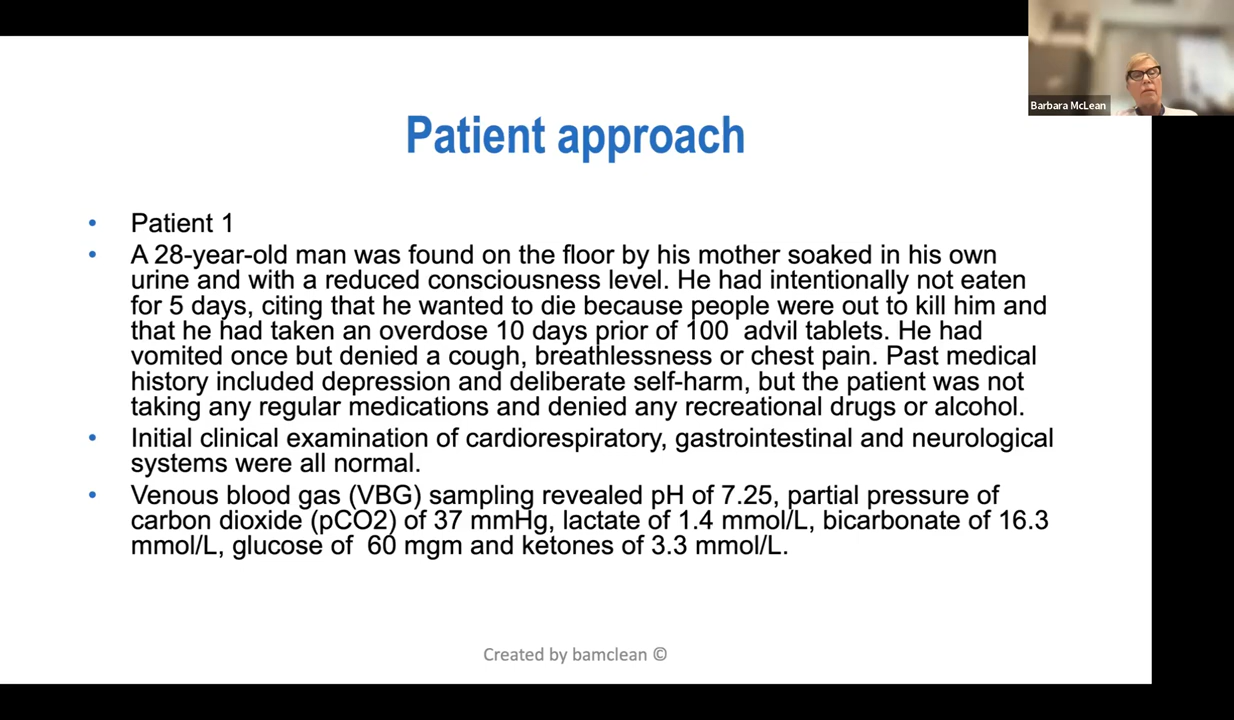 Barbara McLean
Patient approach
• Patient 1
• A 28-year-old man was found on the floor by his mother soaked in his own
urine and with a reduced consciousness level. He had intentionally not eaten
for 5 days, citing that he wanted to die because people were out to kill him and
that he had taken an overdose 10 days prior of 100 advil tablets. He had
vomited once but denied a cough, breathlessness or chest pain. Past medical
history included depression and deliberate self-harm, but the patient was not
taking any regular medications and denied any recreational drugs or alcohol.
• Initial clinical examination of cardiorespiratory, gastrointestinal and neurological
systems were all normal.
• Venous blood gas (VBG) sampling revealed pH of 7.25, partial pressure of
carbon dioxide (pCO2) of 37 mmHg, lactate of 1.4 mmol/L, bicarbonate of 16.3
mmol/L, glucose of 60 mgm and ketones of 3.3 mmol/L.
Created by bamclean ©